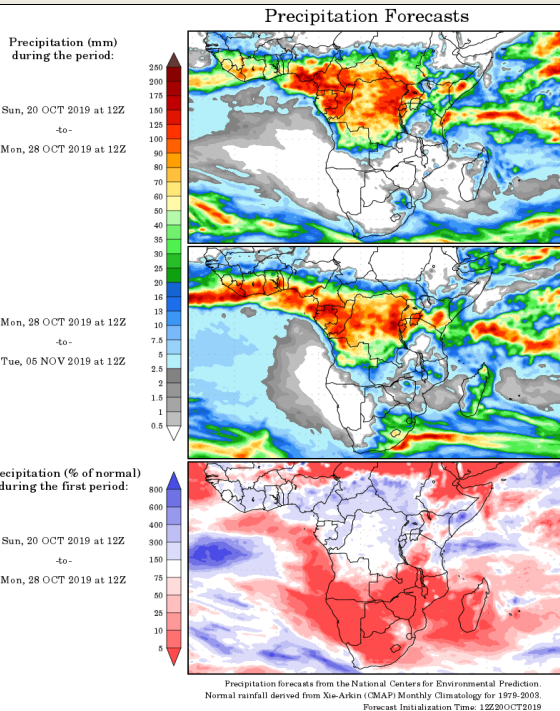 Precipitation Forecasts
Precipitation (mm)
during the period:
Sun, 20 OCT 2019 at 12Z
-to-
Mon, 28 OCT 2019 at 12Z
250
200
175
150
125
100
90
80
70
60
50
40
35
30
25
20
16
13
10
7.5
5
2.5
2
1.5
1
0.5
Mon, 28 OCT 2019 at 12Z
-to-
Tue, 05 NOV 2019 at 12Z
ecipitation (% of normal)
during the first period:
Sun, 20 OCT 2019 at 12Z
-to-
Mon, 28 OCT 2019 at 12Z
800
600
400
300
150
75
50
25
10
5
Precipitation forecasts from the National Centers for Environmental Prediction.
Normal rainfall derived from Xie-Arkin (CMAP) Monthly Climatology for 1979-2003.
Forecast Initialization Time: 12Z20OCT2019